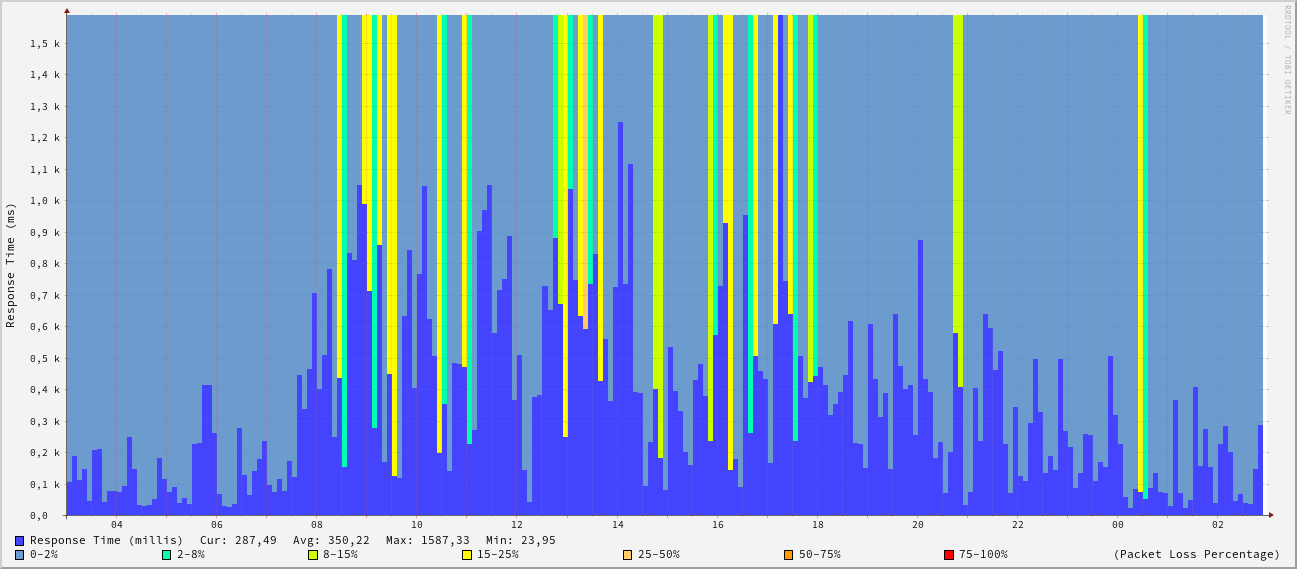 RRDTOOL / TOBI OETIKER
Response Time (ms)
1,5 k
1,4 k
1,3 k
1,2 k
1,1 k
1,0 k
0,9 k
0,8 k
0,7 k
0,6 k
0,5 k
0,4 k
0,3 k
0,2 k
0,1 k
0,0
04 06 08 10 12 14 16 18 20 22 00 02
Response Time (millis) Cur: 287,49 Avg: 350,22 Max: 1587,33 Min: 23,95
0-2% 2-8% 8-15% 15-25% 25-50% 50-75% 75-100% (Packet Loss Percentage)